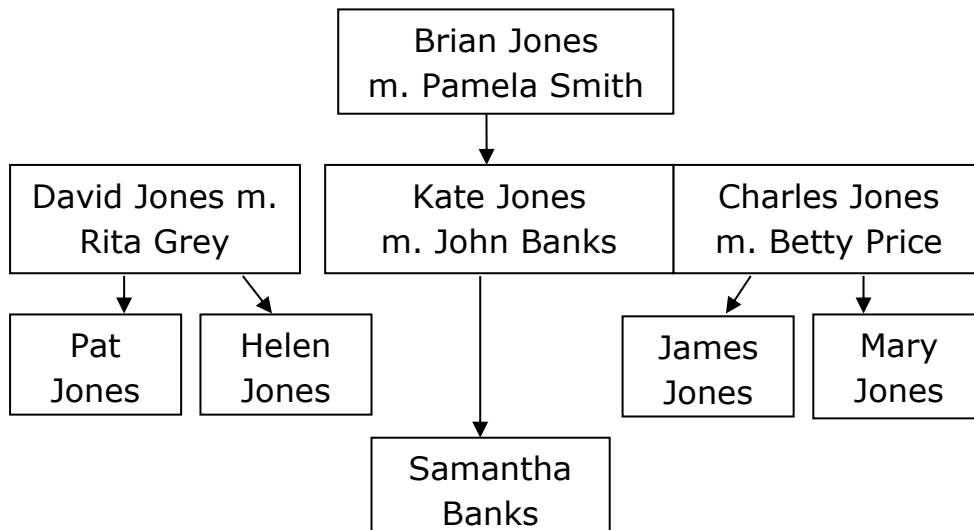 Brian Jones
m. Pamela Smith
David Jones m.
Rita Grey
Kate Jones
m. John Banks
Charles Jones
m. Betty Price
Pat
Jones
Helen
Jones
James
Jones
Mary
Jones
Samantha
Banks